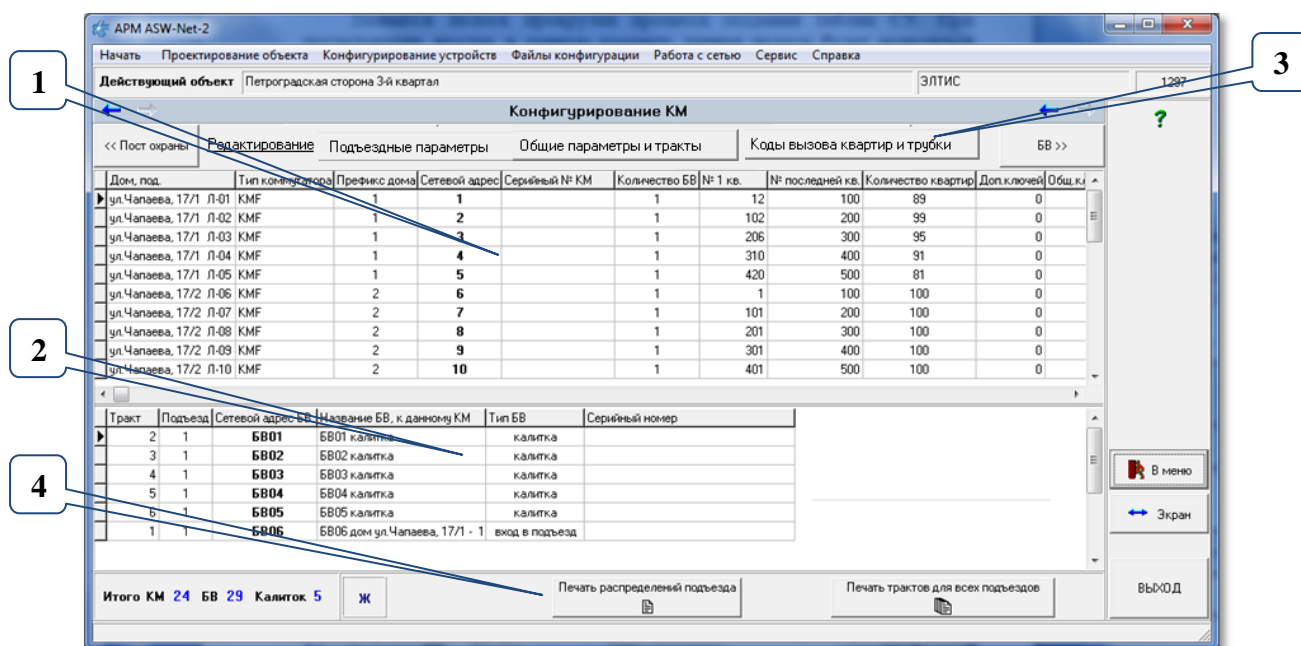 APM ASW-Net-2
Начать Проектирование объекта Конфигурирование устройств Файлы конфигурации Работа с сетью Сервис Справка
Действующий объект Петроградская сторона 3-й квартал ЭЛТИС 1297
1
3
Конфигурирование КМ
?
<< Пост охраны Редактирование Подъездные параметры Общие параметры и тракты Коды вызова квартир и трубки БВ >>
Дом, под. Тип коммутатора Префикс дома Сетевой адрес Серийный № КМ Количество БВ № 1 кв. № последней кв. Количество квартир Доп.ключей Общ.к
ул.Чапаева, 17/1 Л-01 KMF 1 1 1 12 100 89 0
ул.Чапаева, 17/1 Л-02 KMF 1 2 1 102 200 99 0
ул.Чапаева, 17/1 Л-03 KMF 1 3 1 206 300 95 0
ул.Чапаева, 17/1 Л-04 KMF 1 4 1 310 400 91 0
ул.Чапаева, 17/1 Л-05 KMF 1 5 1 420 500 81 0
ул.Чапаева, 17/2 Л-06 KMF 2 6 1 1 100 100 0
ул.Чапаева, 17/2 Л-07 KMF 2 7 1 101 200 100 0
ул.Чапаева, 17/2 Л-08 KMF 2 8 1 201 300 100 0
2
ул.Чапаева, 17/2 Л-09 KMF 2 9 1 301 400 100 0
ул.Чапаева, 17/2 Л-10 KMF 2 10 1 401 500 100 0
Тракт Подъезд Сетевой адрес БВ Название БВ, к данному КМ Тип БВ Серийный номер
2 1 БВ01 БВ01 калитка калитка
3 1 БВ02 БВ02 калитка калитка
4 1 БВ03 БВ03 калитка калитка
В меню
4
5 1 БВ04 БВ04 калитка калитка
6 1 БВ05 БВ05 калитка калитка
Экран
1 1 БВ06 БВ06 дом ул.Чапаева, 17/1 - 1 вход в подъезд
Итого КМ 24 БВ 29 Калиток 5 Ж Печать распределений подъезда Печать трактов для всех подъездов ВЫХОД